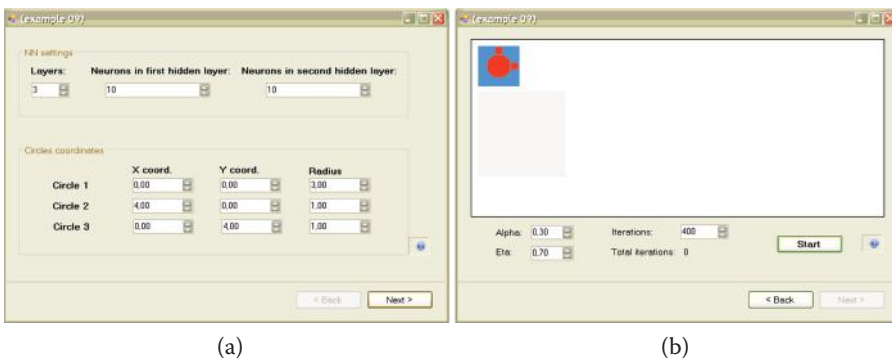 (example 09)
NN settings
Layers: Neurons in first hidden layer: Neurons in second hidden layer:
3 10 10
Circles coordinates
X coord. Y coord. Radius
Circle 1 0,00 0,00 3,00
Circle 2 4,00 0,00 1,00
Circle 3 0,00 4,00 1,00
< Back Next >
(a)
(example 09)
Alpha: 0,30 Iterations: 400
Eta: 0,70 Total iterations: 0
Start
< Back Next >
(b)